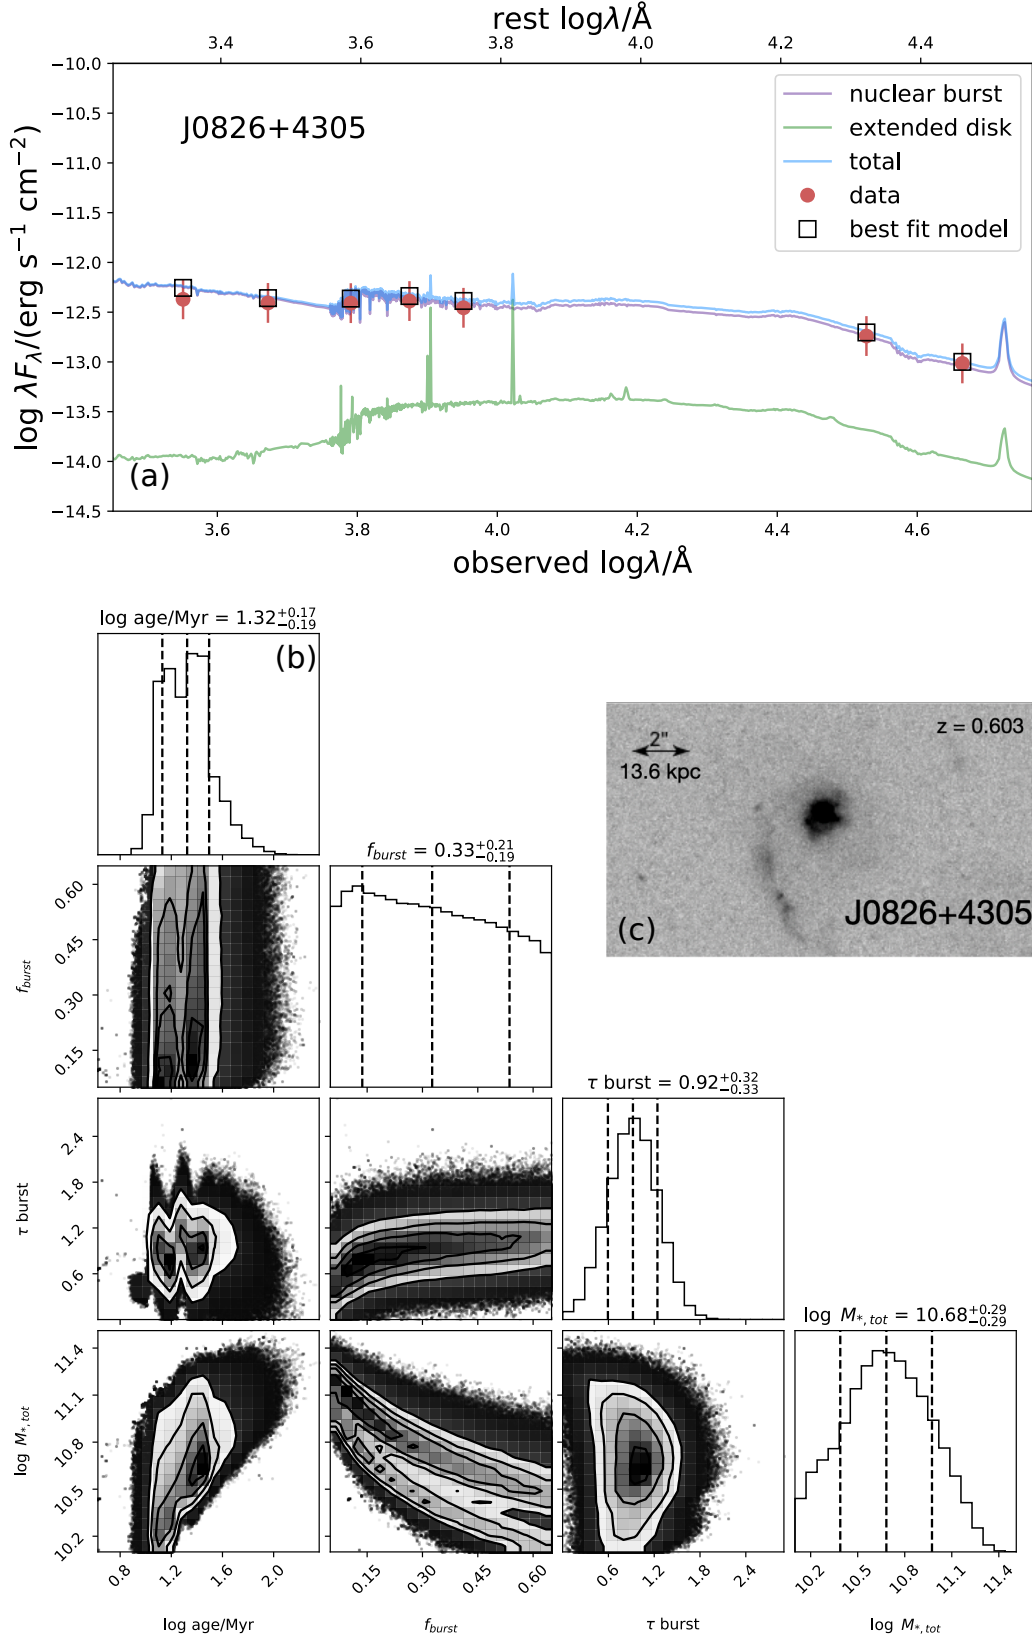 rest logλ/Å
3.4 3.6 3.8 4.0 4.2 4.4
−10.0
−10.5
−11.0
−11.5
−12.0
−12.5
−13.0
−13.5
−14.0
−14.5
log λF_λ/(erg s⁻¹ cm⁻²)
J0826+4305
nuclear burst
extended disk
total
data
best fit model
(a)
3.6 3.8 4.0 4.2 4.4 4.6
observed logλ/Å
log age/Myr = 1.32^{+0.17}_{−0.19}
(b)
2"
13.6 kpc
z = 0.603
J0826+4305
(c)
f_{burst} = 0.33^{+0.21}_{−0.19}
0.60
0.45
0.30
0.15
f_{burst}
τ burst = 0.92^{+0.32}_{−0.33}
2.4
1.8
1.2
0.6
τ burst
log M_{*,tot} = 10.68^{+0.29}_{−0.29}
11.4
11.1
10.8
10.5
10.2
log M_{*,tot}
0.8 1.2 1.6 2.0
log age/Myr
0.15 0.30 0.45 0.60
f_{burst}
0.6 1.2 1.8 2.4
τ burst
10.2 10.5 10.8 11.1 11.4
log M_{*,tot}